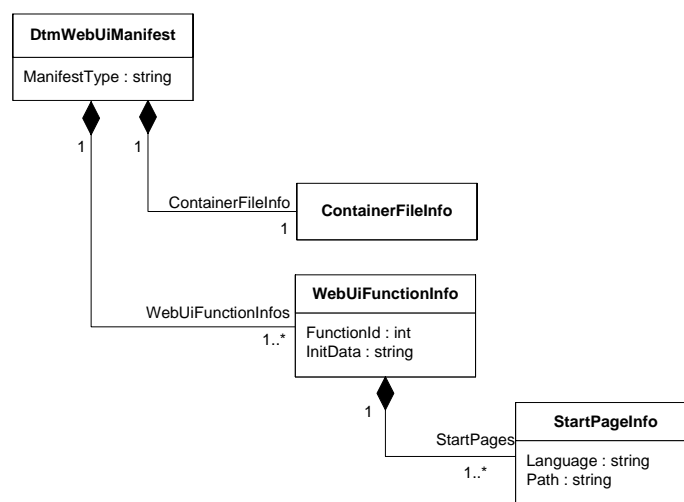 DtmWebUiManifest
ManifestType : string
1
1
ContainerFileInfo
1
ContainerFileInfo
WebUiFunctionInfos
1..*
WebUiFunctionInfo
FunctionId : int
InitData : string
1
StartPages
1..*
StartPageInfo
Language : string
Path : string